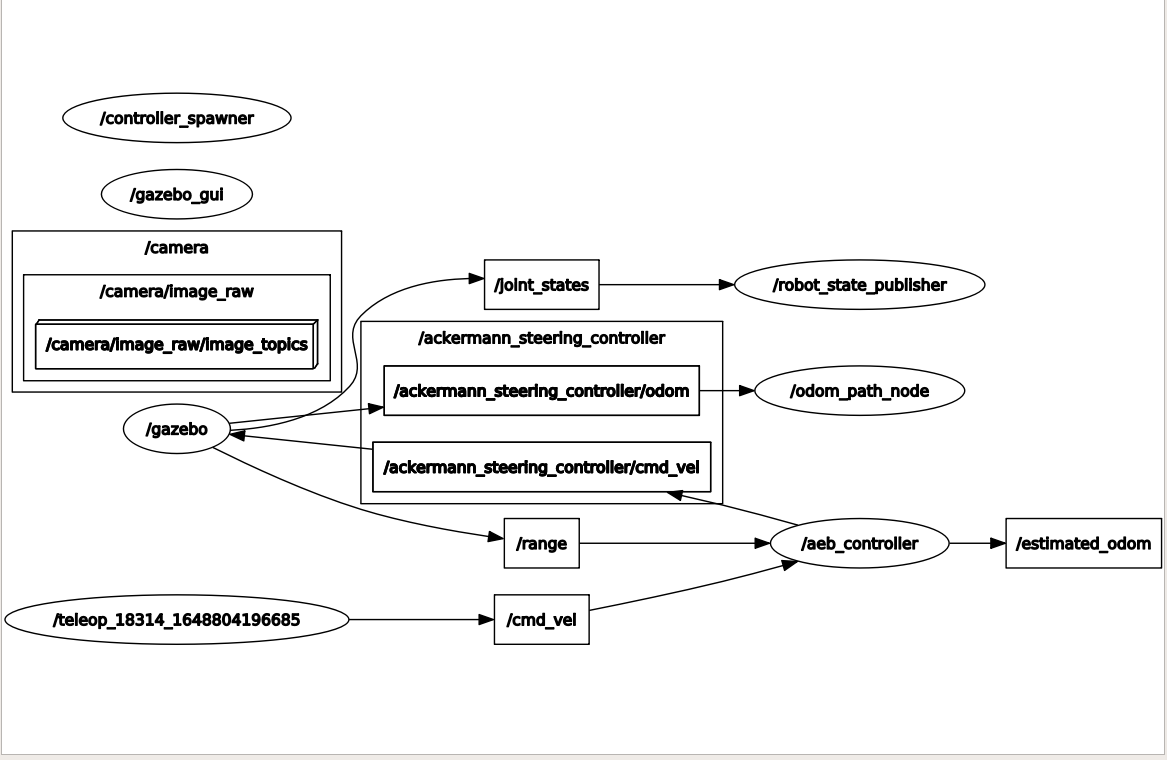 /controller_spawner
/gazebo_gui
/camera
/camera/image_raw
/camera/image_raw/image_topics
/gazebo
/joint_states
/robot_state_publisher
/ackermann_steering_controller
/ackermann_steering_controller/odom
/odom_path_node
/ackermann_steering_controller/cmd_vel
/range
/aeb_controller
/estimated_odom
/teleop_18314_1648804196685
/cmd_vel